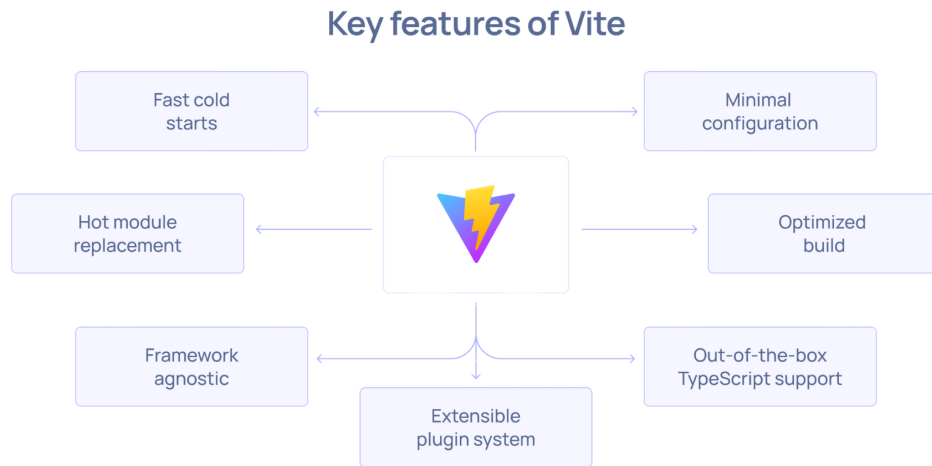 Key features of Vite
Fast cold
starts
Minimal
configuration
Hot module
replacement
Optimized
build
Framework
agnostic
Out-of-the-box
TypeScript support
Extensible
plugin system